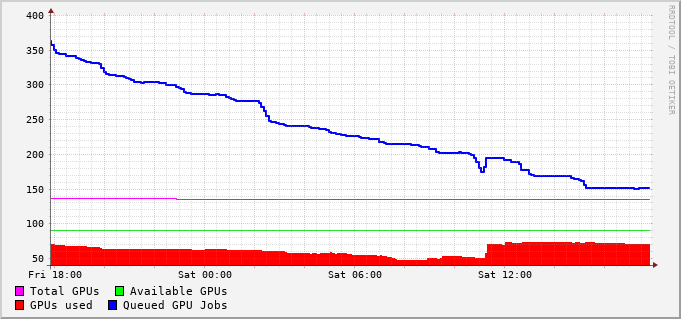 400
350
300
250
200
150
100
50
Fri 18:00 Sat 00:00 Sat 06:00 Sat 12:00
Total GPUs Available GPUs
GPUs used Queued GPU Jobs
RRDTOOL / TOBI OETIKER